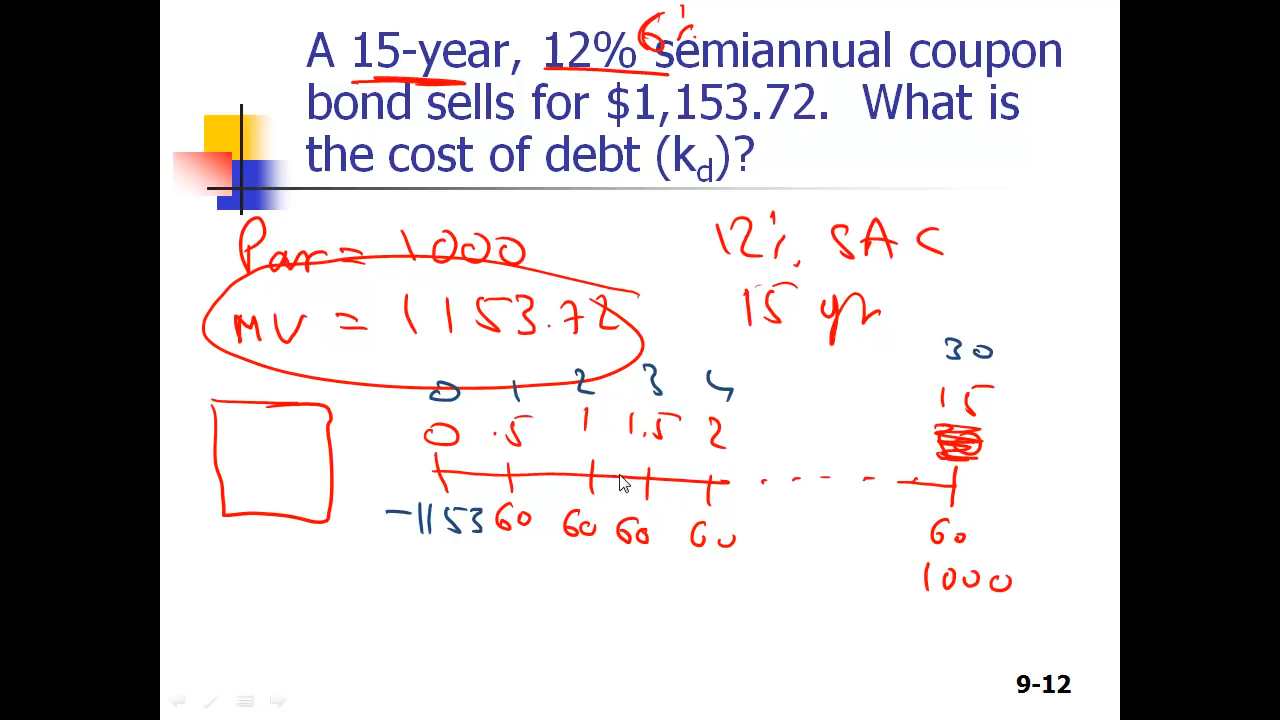 A 15-year, 12% semiannual coupon
6%
bond sells for $1,153.72. What is
the cost of debt (kd)?
Par = 1000
12% SAC
MV = 1153.72
15 yr
0 1 2 3 4 30
0 .5 1 1.5 2 15
-1153 60 60 60 60 60
1000
9-12